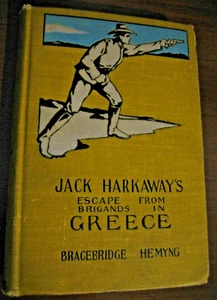 JACK HARKAWAY'S
ESCAPE FROM
BRIGANDS IN
GREECE
BRACEBRIDGE HEMYNG